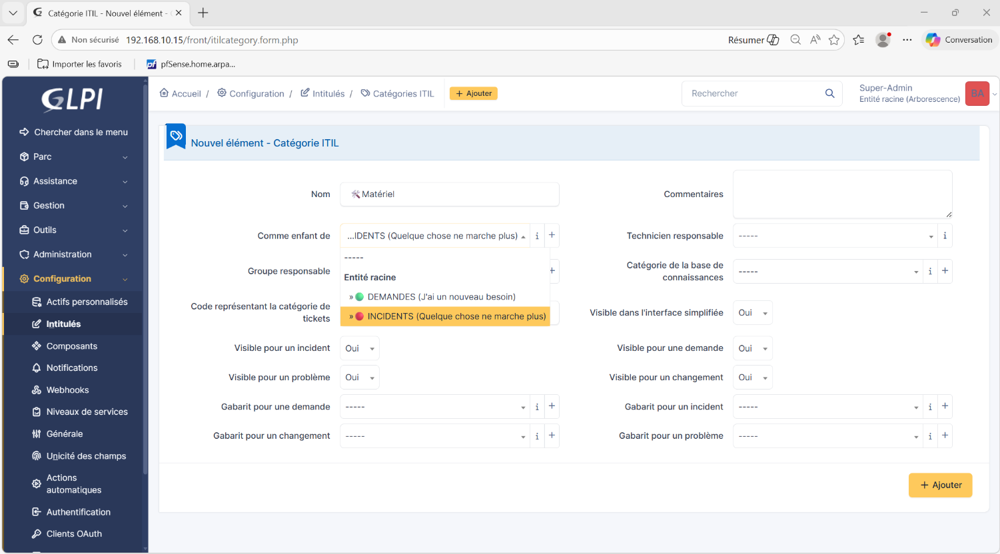 Catégorie ITIL - Nouvel élément -
Non sécurisé 192.168.10.15/front/itilcategory.form.php
Résumer
Conversation
Importer les favoris
pfSense.home.arpa...
GLPI
Accueil / Configuration / Intitulés / Catégories ITIL
+ Ajouter
Rechercher
Super-Admin
Entité racine (Arborescence)
BA
Chercher dans le menu
Parc
Assistance
Gestion
Outils
Administration
Configuration
Actifs personnalisés
Intitulés
Composants
Notifications
Webhooks
Niveaux de services
Générale
Unicité des champs
Actions
automatiques
Authentification
Clients OAuth
Nouvel élément - Catégorie ITIL
Nom
🛠Matériel
Commentaires
Comme enfant de
...IDENTS (Quelque chose ne marche plus)
i +
Technicien responsable
-----
i
-----
Entité racine
»🟢 DEMANDES (J'ai un nouveau besoin)
»🔴 INCIDENTS (Quelque chose ne marche plus)
Groupe responsable
+
Catégorie de la base de
connaissances
-----
i +
Code représentant la catégorie de
tickets
Visible dans l'interface simplifiée
Oui
Visible pour un incident
Oui
Visible pour une demande
Oui
Visible pour un problème
Oui
Visible pour un changement
Oui
Gabarit pour une demande
-----
i +
Gabarit pour un incident
-----
i +
Gabarit pour un changement
-----
i +
Gabarit pour un problème
-----
i +
+ Ajouter